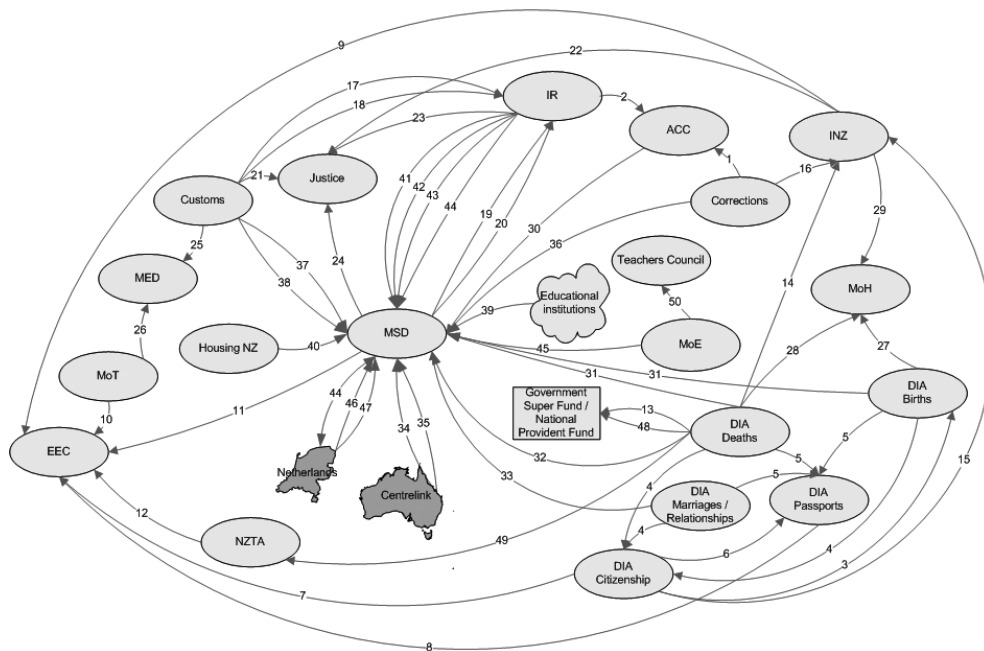 9
22
17
18
IR
2
23
ACC
INZ
1
16
21
Justice
Customs
41
42
43
44
19
20
30
36
Corrections
29
25
37
38
24
Teachers Council
MED
14
MoH
Educational
institutions
39
50
26
MSD
40
45
MoE
28
27
Housing NZ
31
31
MoT
DIA
Births
10
11
44
46
47
34
35
Government
Super Fund /
National
Provident Fund
13
48
DIA
Deaths
5
EEC
32
5
15
Netherlands
33
5
Centrelink
4
DIA
Marriages /
Relationships
DIA
Passports
12
4
NZTA
49
6
4
3
DIA
Citizenship
7
8